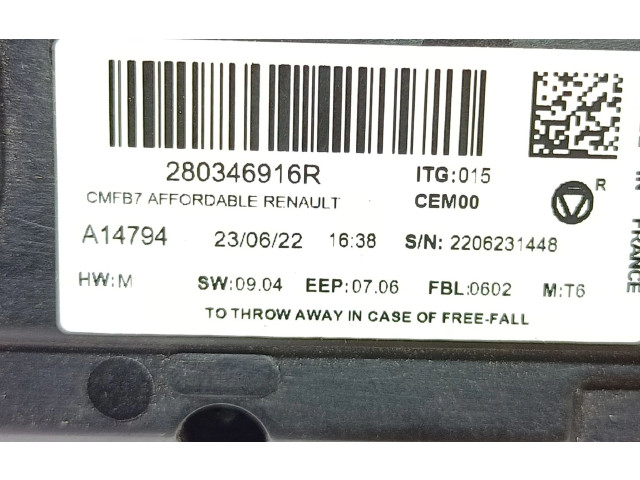 280346916R
ITG:015
CMFB7 AFFORDABLE RENAULT
CEM00
R
A14794 23/06/22 16:38 S/N: 2206231448
HW:M SW:09.04 EEP:07.06 FBL:0602 M:T6
TO THROW AWAY IN CASE OF FREE-FALL
IN FRANCE